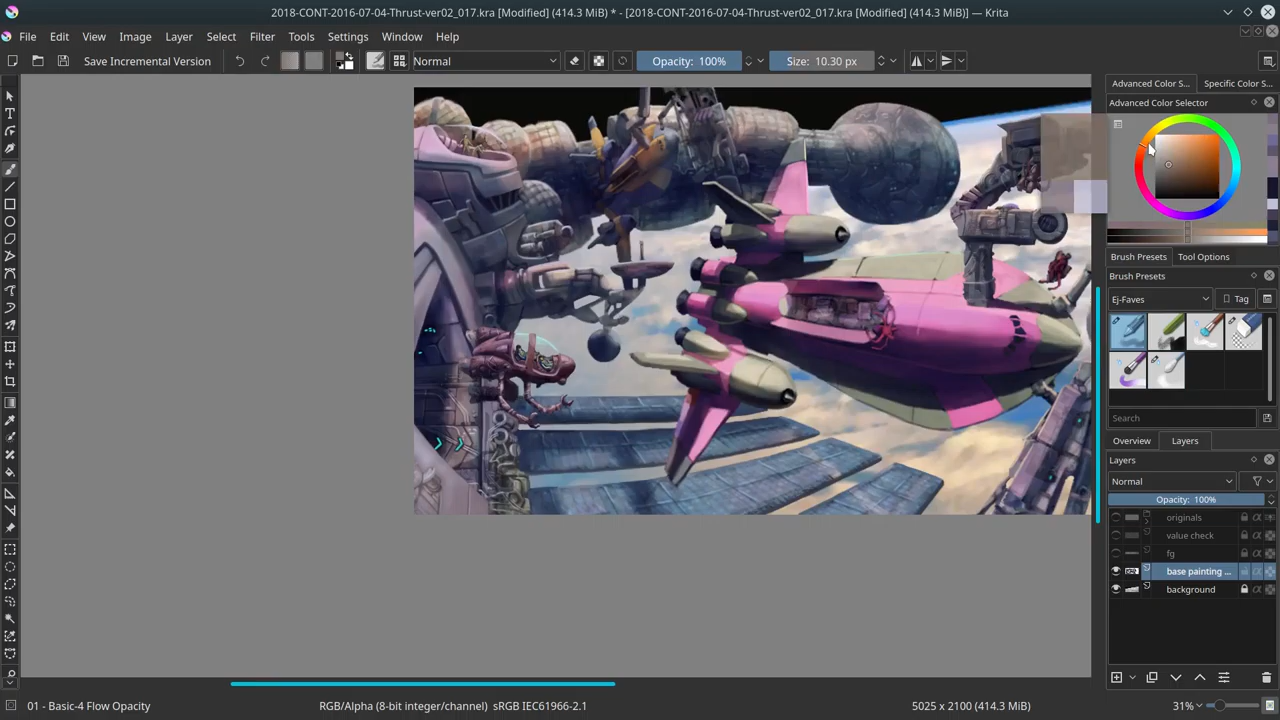 2018-CONT-2016-07-04-Thrust-ver02_017.kra [Modified] (414.3 MiB) * - [2018-CONT-2016-07-04-Thrust-ver02_017.kra [Modified] (414.3 MiB)] — Krita
File Edit View Image Layer Select Filter Tools Settings Window Help
Save Incremental Version Normal Opacity: 100% Size: 10.30 px
Advanced Color S... Specific Color S...
Advanced Color Selector
Brush Presets Tool Options
Brush Presets
Ej-Faves Tag
Search
Overview Layers
Layers
Normal
Opacity: 100%
originals
value check
fg
base painting ...
background
01 - Basic-4 Flow Opacity RGB/Alpha (8-bit integer/channel) sRGB IEC61966-2.1 5025 x 2100 (414.3 MiB) 31%